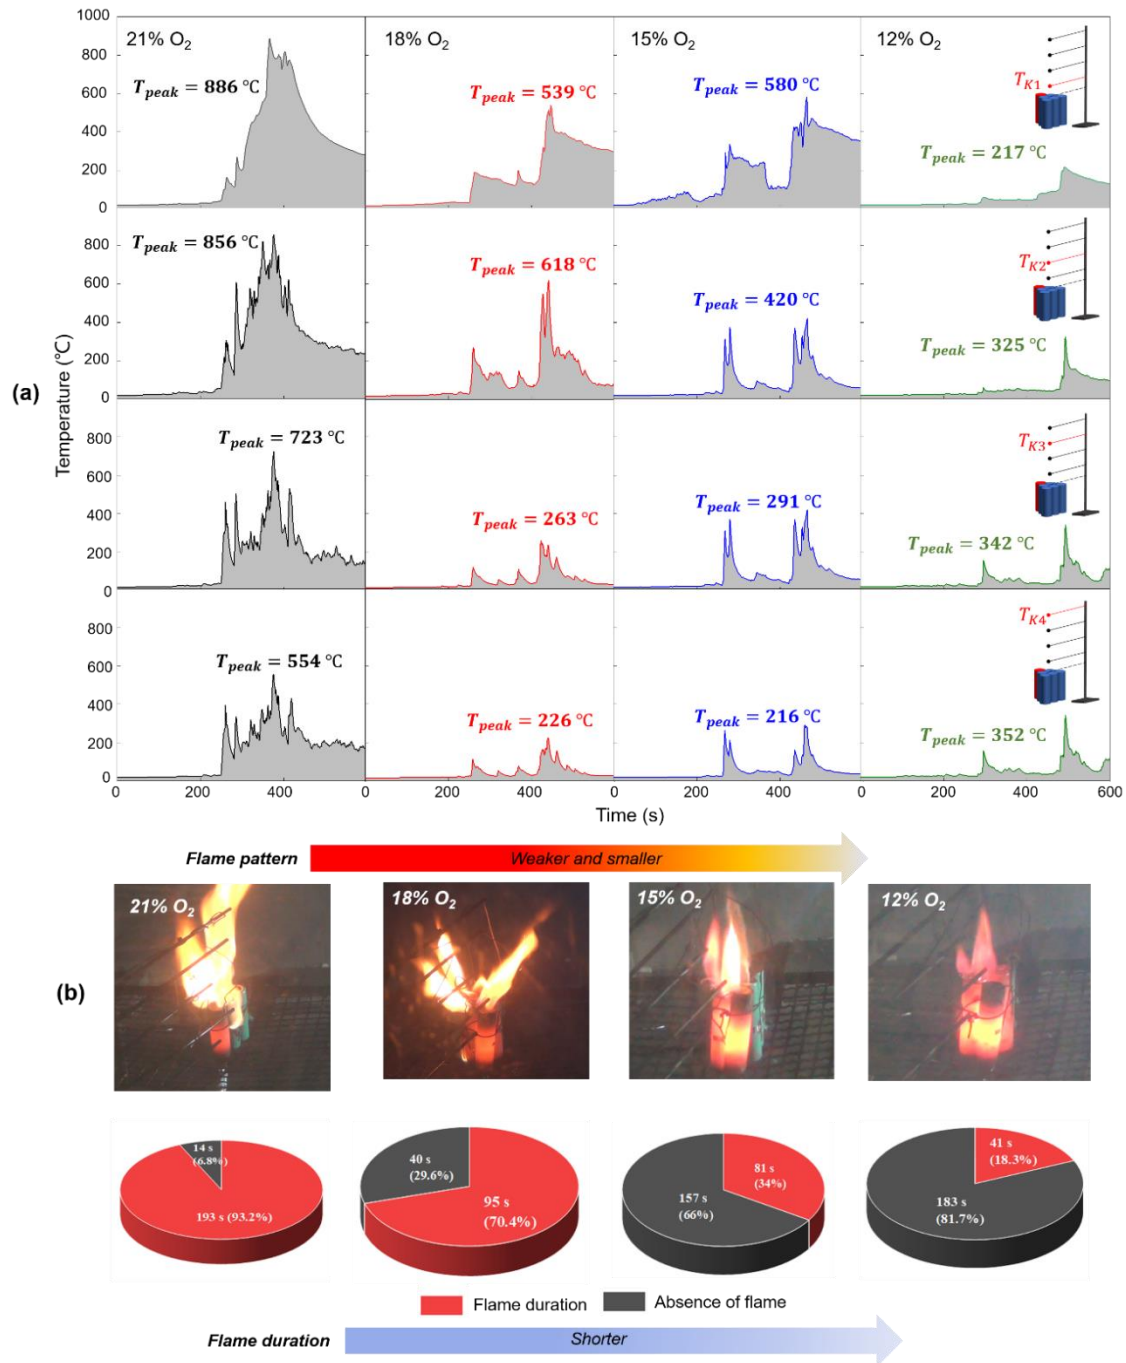 (a)
Temperature (°C)
1000
800
600
400
200
0
21% O2
Tpeak = 886 °C
18% O2
Tpeak = 539 °C
15% O2
Tpeak = 580 °C
12% O2
TK1
Tpeak = 217 °C
800
600
400
200
0
Tpeak = 856 °C
Tpeak = 618 °C
Tpeak = 420 °C
TK2
Tpeak = 325 °C
800
600
400
200
0
Tpeak = 723 °C
Tpeak = 263 °C
Tpeak = 291 °C
TK3
Tpeak = 342 °C
800
600
400
200
0
Tpeak = 554 °C
Tpeak = 226 °C
Tpeak = 216 °C
TK4
Tpeak = 352 °C
0 200 400 0 200 400 0 200 400 0 200 400 600
Time (s)
Flame pattern Weaker and smaller
(b)
21% O2 18% O2 15% O2 12% O2
14 s
(6.8%)
193 s (93.2%)
40 s
(29.6%)
95 s
(70.4%)
81 s
(34%)
157 s
(66%)
41 s
(18.3%)
183 s
(81.7%)
Flame duration Absence of flame
Flame duration Shorter